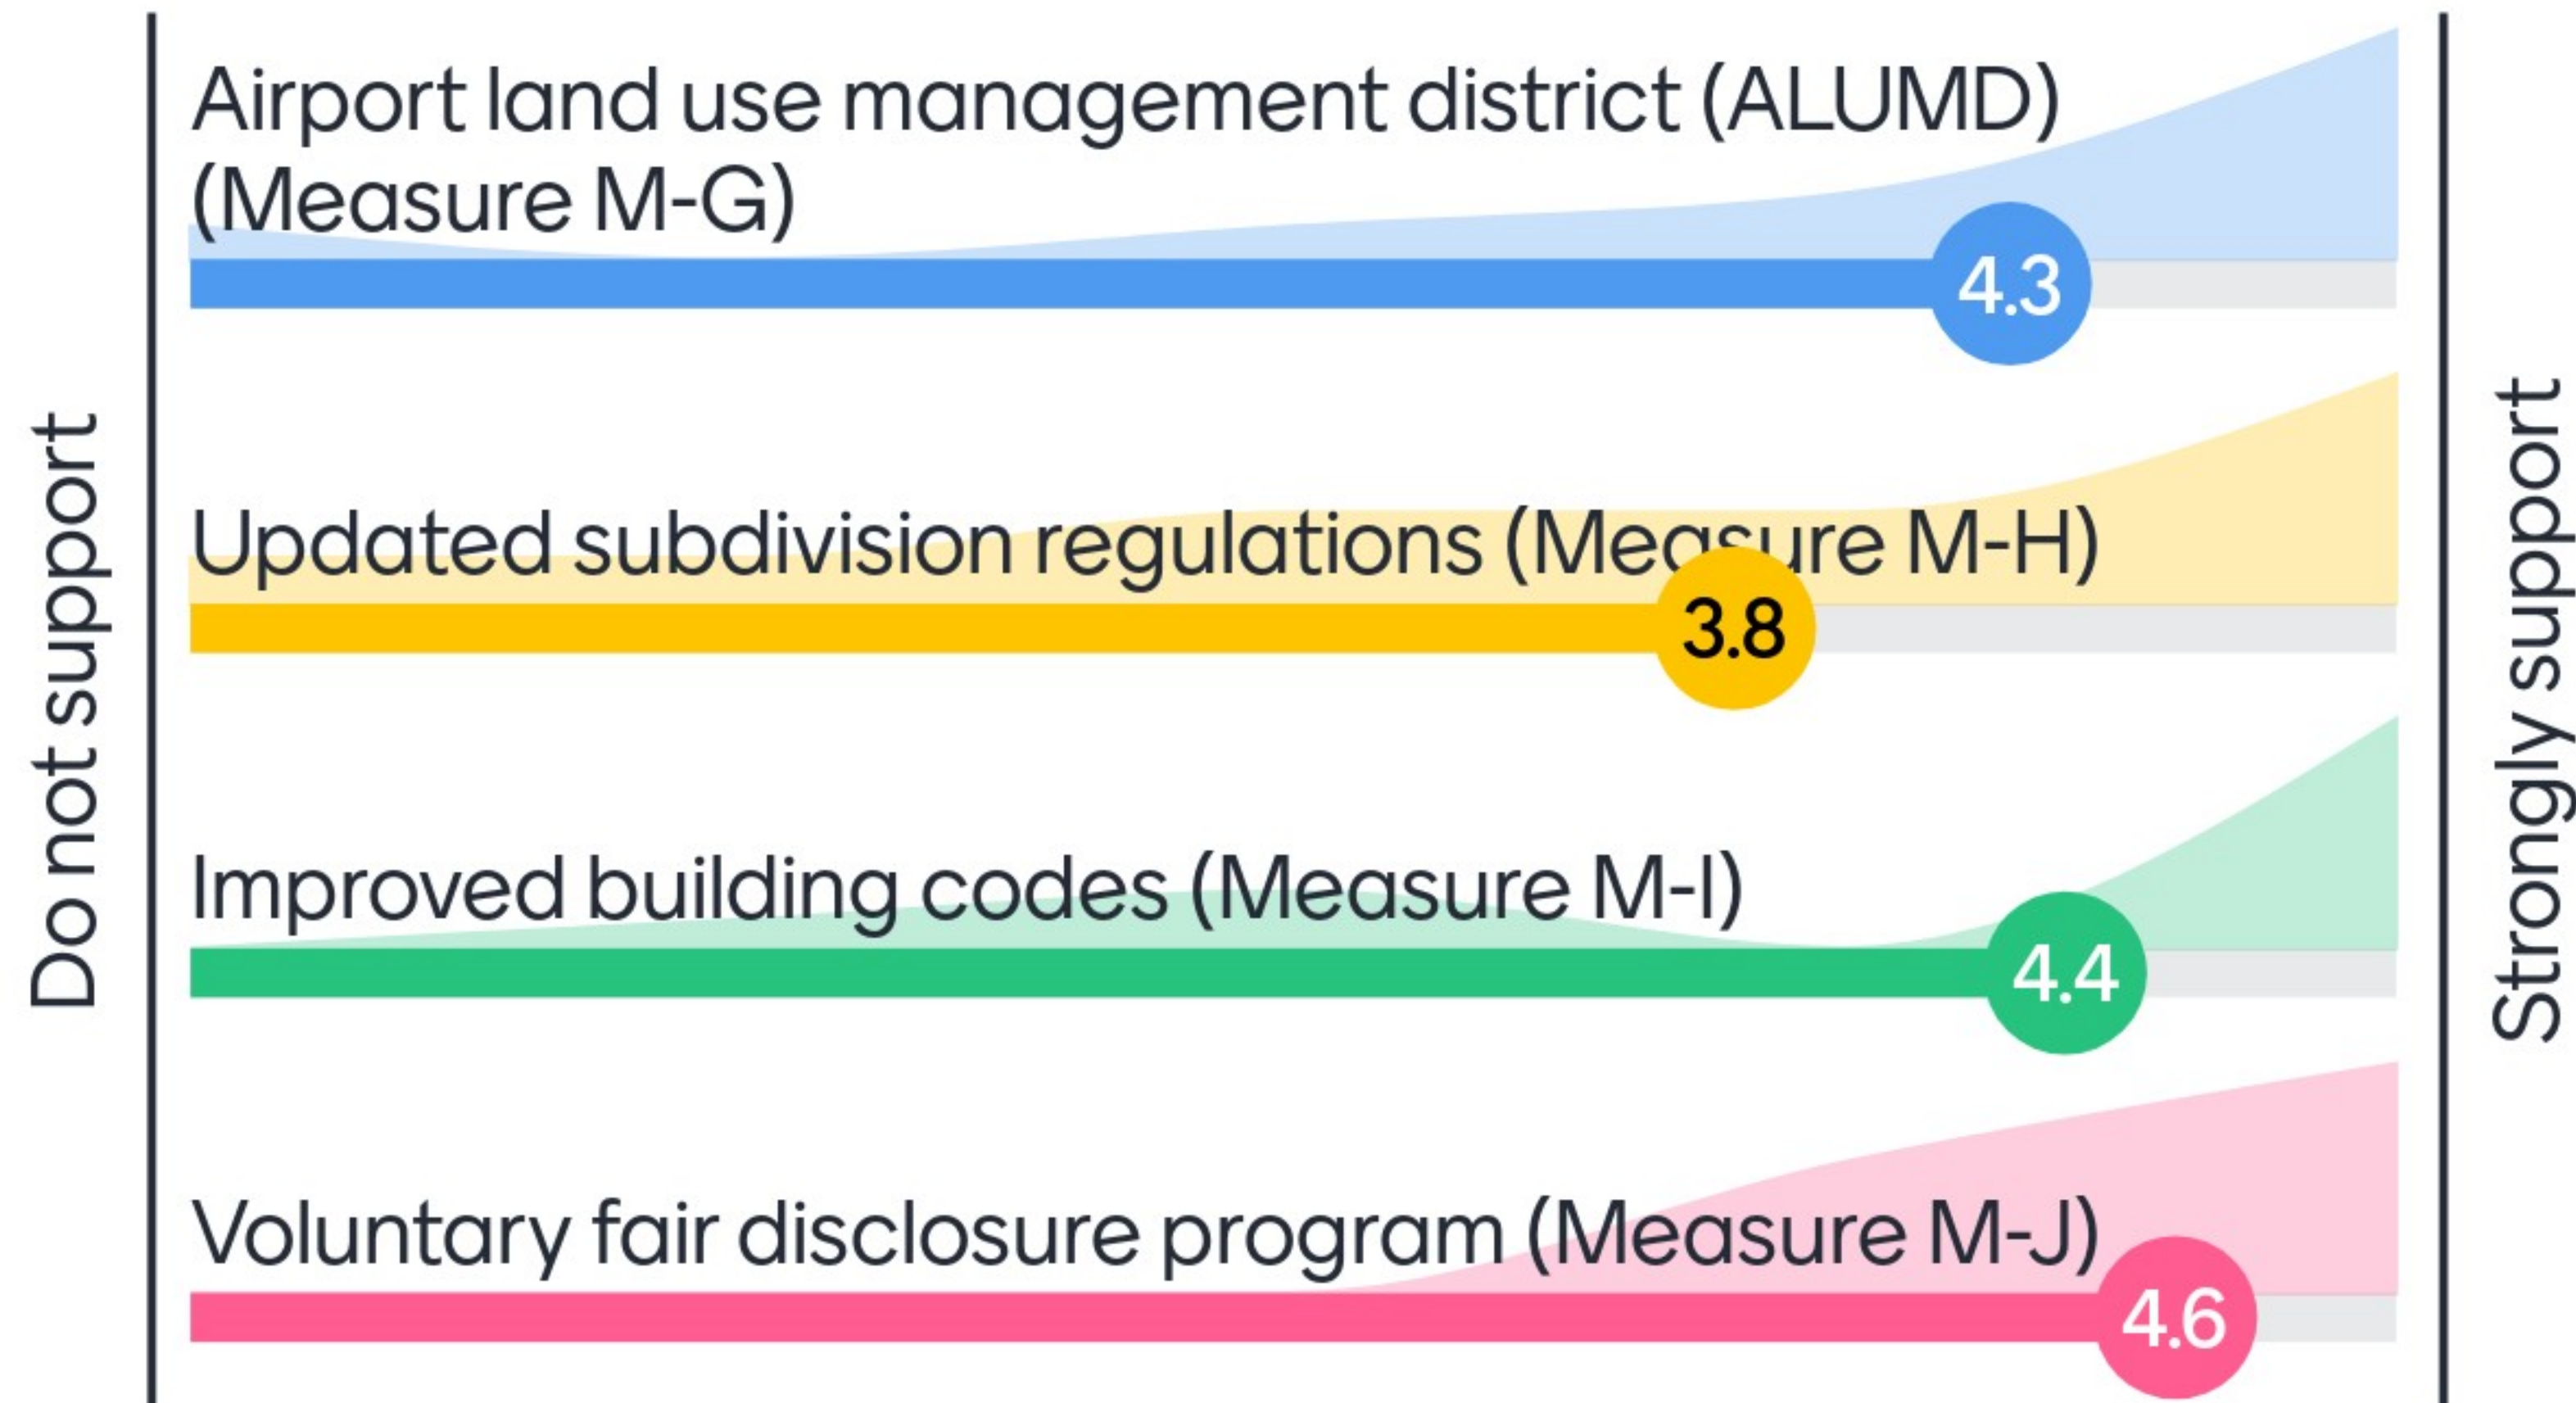 Do not support
Airport land use management district (ALUMD)
(Measure M-G)
4.3
Updated subdivision regulations (Measure M-H)
3.8
Improved building codes (Measure M-I)
4.4
Voluntary fair disclosure program (Measure M-J)
4.6
Strongly support